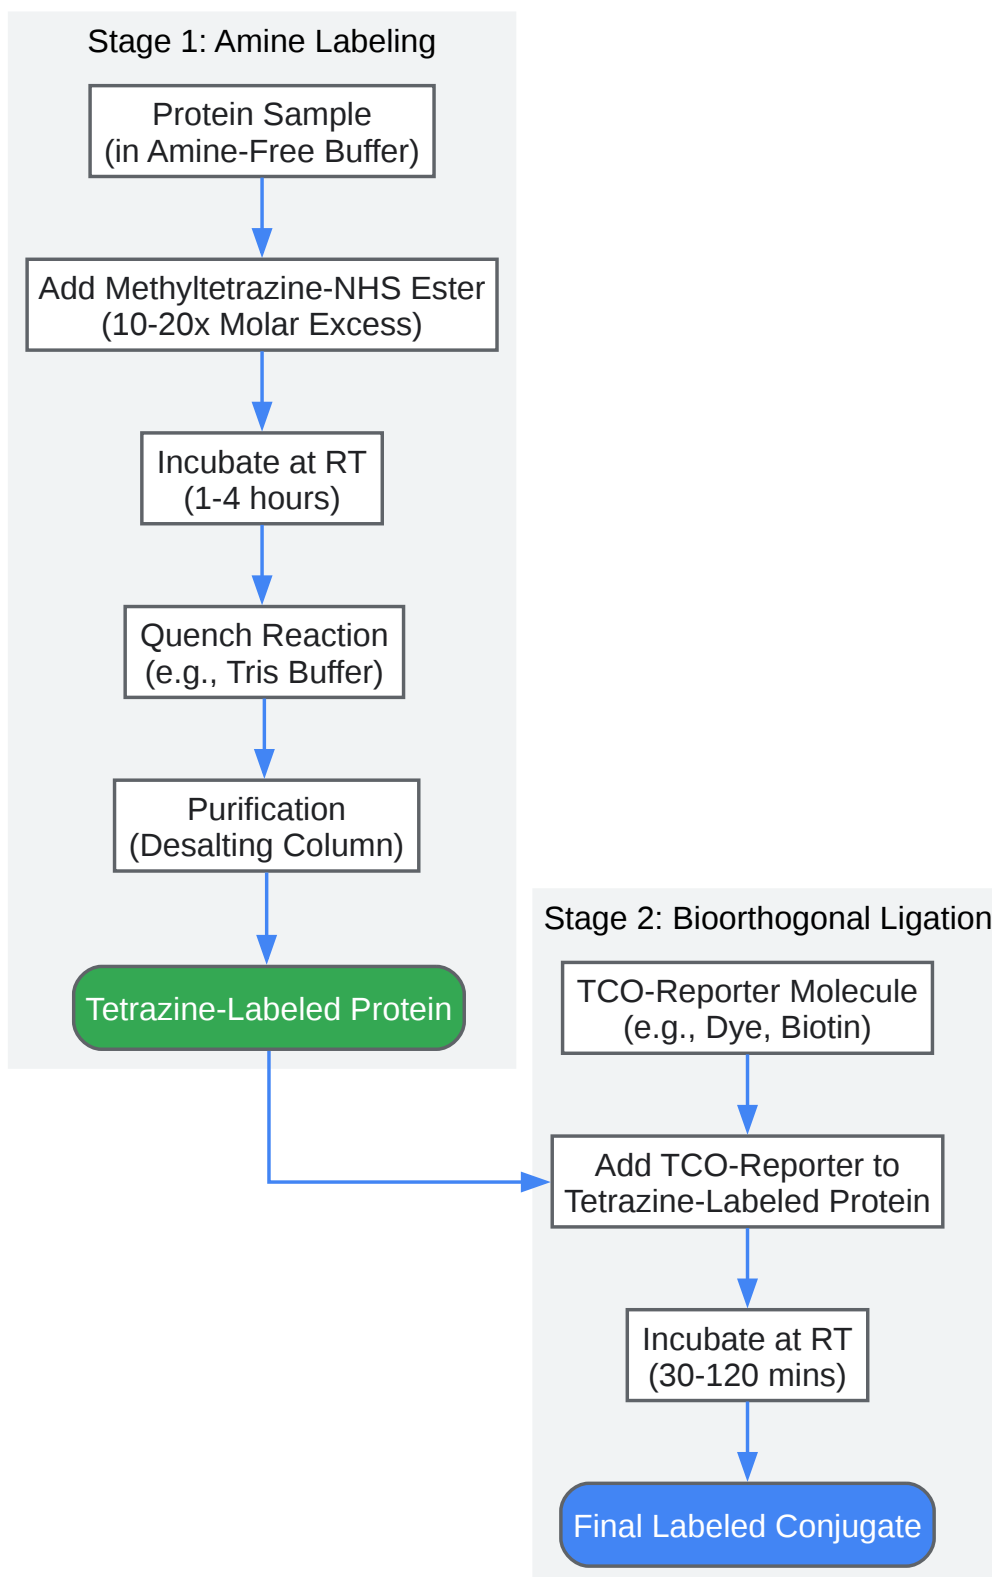 Stage 1: Amine Labeling
Protein Sample
(in Amine-Free Buffer)
Add Methyltetrazine-NHS Ester
(10-20x Molar Excess)
Incubate at RT
(1-4 hours)
Quench Reaction
(e.g., Tris Buffer)
Purification
(Desalting Column)
Tetrazine-Labeled Protein
Stage 2: Bioorthogonal Ligation
TCO-Reporter Molecule
(e.g., Dye, Biotin)
Add TCO-Reporter to
Tetrazine-Labeled Protein
Incubate at RT
(30-120 mins)
Final Labeled Conjugate